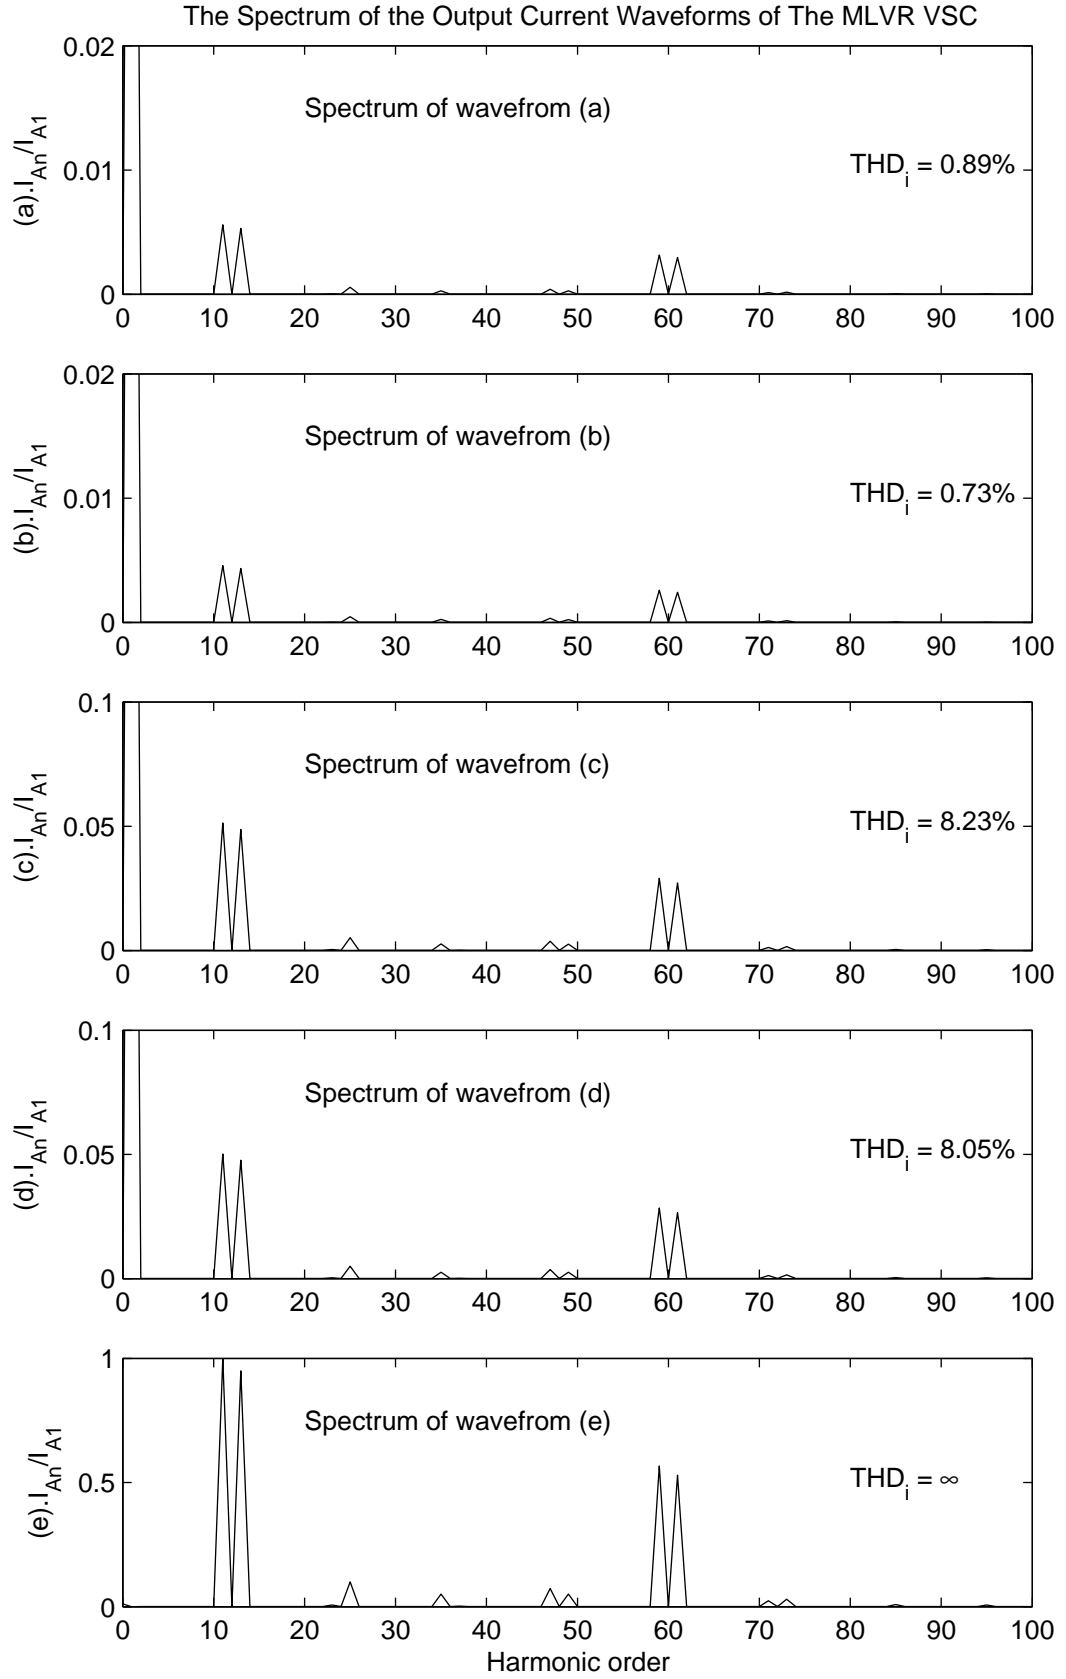 The Spectrum of the Output Current Waveforms of The MLVR VSC
0.02
Spectrum of wavefrom (a)
THD_i = 0.89%
0.01
(a).I_An/I_A1
0
0 10 20 30 40 50 60 70 80 90 100
0.02
Spectrum of wavefrom (b)
THD_i = 0.73%
0.01
(b).I_An/I_A1
0
0 10 20 30 40 50 60 70 80 90 100
0.1
Spectrum of wavefrom (c)
THD_i = 8.23%
0.05
(c).I_An/I_A1
0
0 10 20 30 40 50 60 70 80 90 100
0.1
Spectrum of wavefrom (d)
THD_i = 8.05%
0.05
(d).I_An/I_A1
0
0 10 20 30 40 50 60 70 80 90 100
1
Spectrum of wavefrom (e)
THD_i = ∞
0.5
(e).I_An/I_A1
0
0 10 20 30 40 50 60 70 80 90 100
Harmonic order